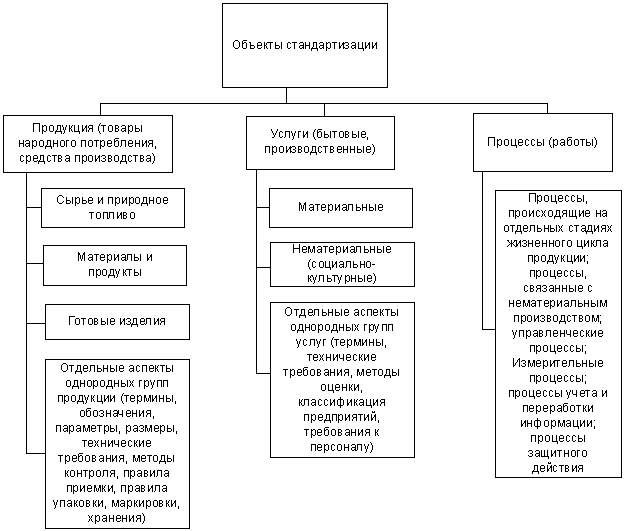 Объекты стандартизации
Продукция (товары
народного потребления,
средства производства)
Сырье и природное
топливо
Материалы и
продукты
Готовые изделия
Отдельные аспекты
однородных групп
продукции (термины,
обозначения,
параметры, размеры,
технические
требования, методы
контроля, правила
приемки, правила
упаковки, маркировки,
хранения)
Услуги (бытовые,
производственные)
Материальные
Нематериальные
(социально-
культурные)
Отдельные аспекты
однородных групп
услуг (термины,
технические
требования, методы
оценки,
классификация
предприятий,
требования к
персоналу)
Процессы (работы)
Процессы,
происходящие на
отдельных стадиях
жизненного цикла
продукции;
процессы,
связанные с
нематериальным
производством;
управленческие
процессы;
Измерительные
процессы;
процессы учета и
переработки
информации;
процессы
защитного
действия